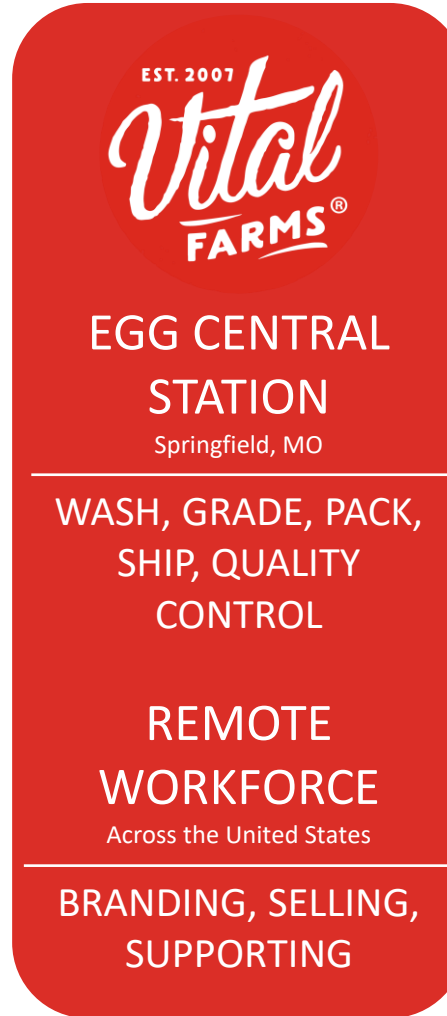 EST. 2007
Vital
FARMS®
EGG CENTRAL
STATION
Springfield, MO
WASH, GRADE, PACK,
SHIP, QUALITY
CONTROL
REMOTE
WORKFORCE
Across the United States
BRANDING, SELLING,
SUPPORTING